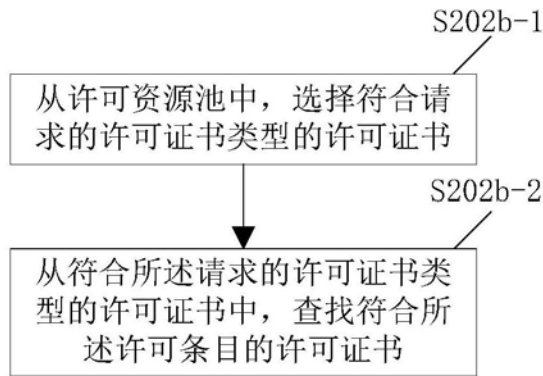 S202b-1
从许可资源池中，选择符合请
求的许可证书类型的许可证书
S202b-2
从符合所述请求的许可证书类
型的许可证书中，查找符合所
述许可条目的许可证书